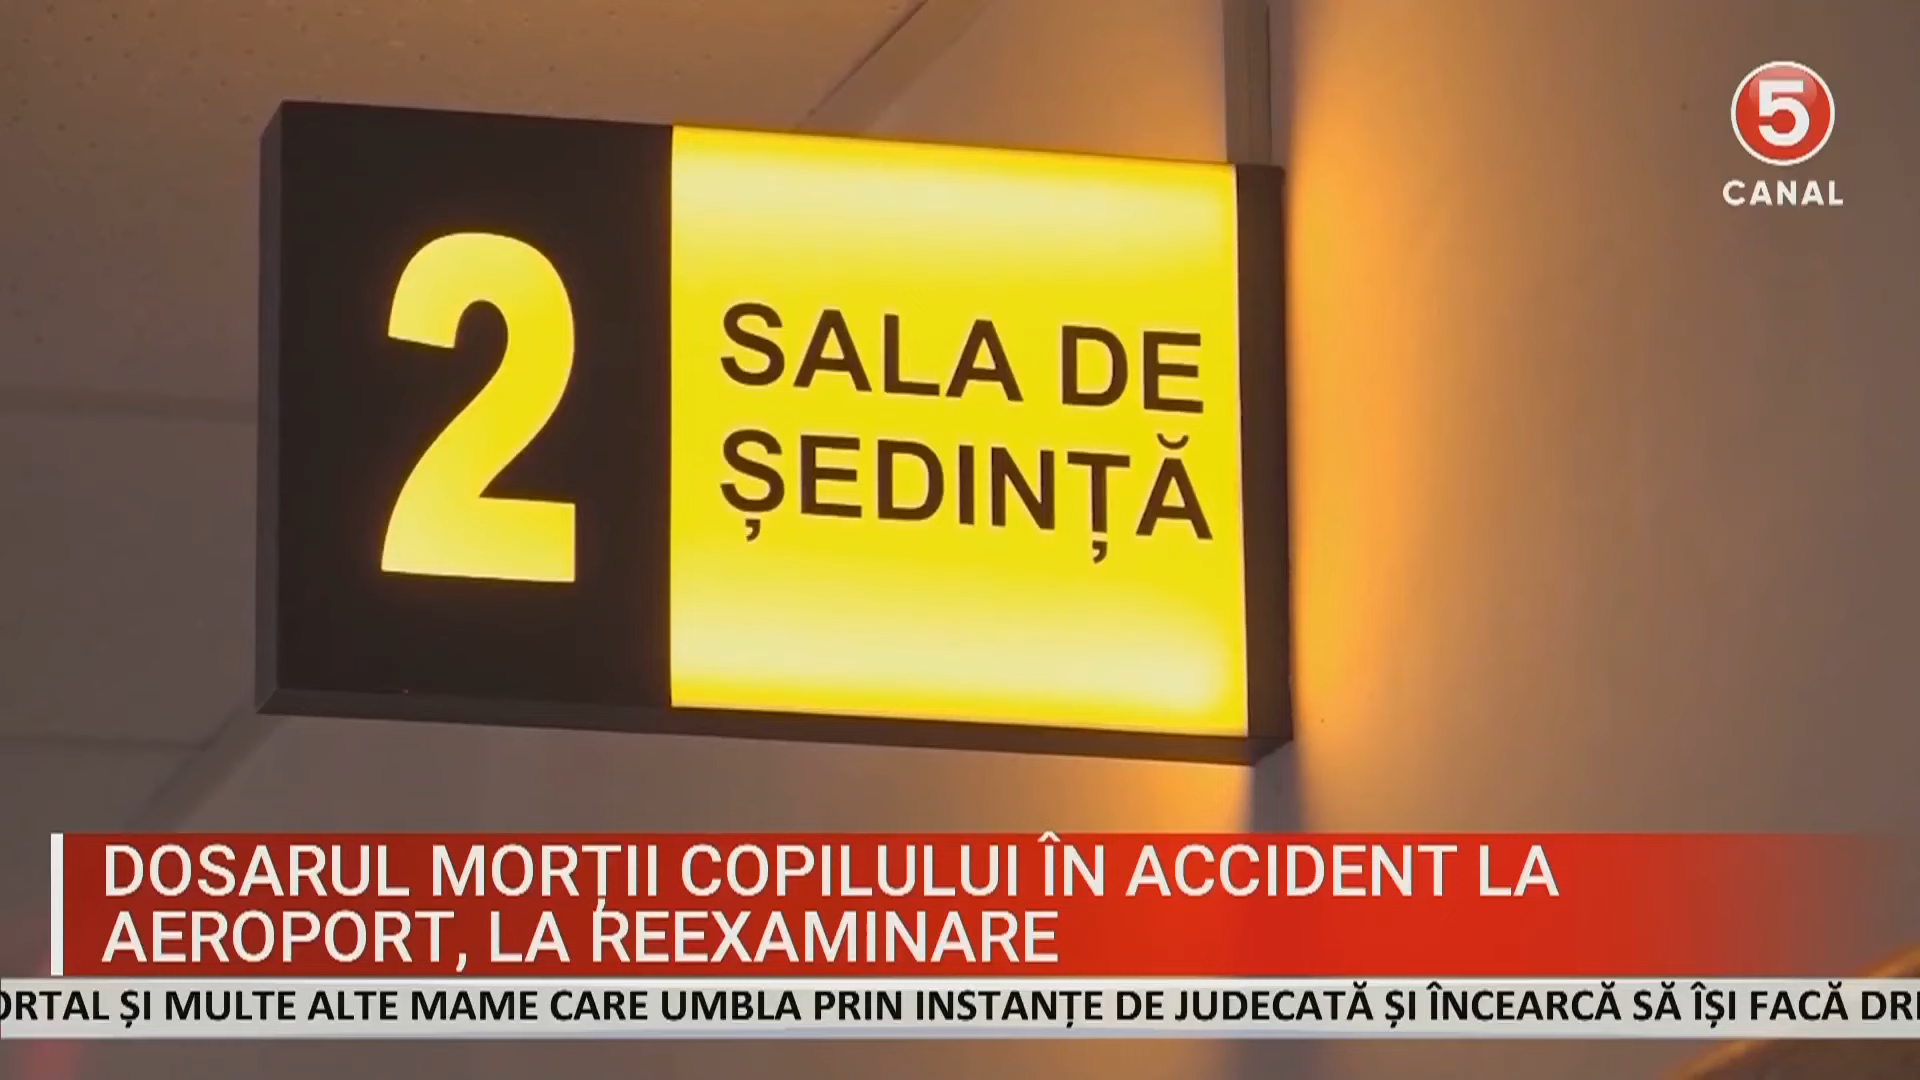 5
CANAL
2
SALA DE
ȘEDINȚĂ
DOSARUL MORȚII COPILULUI ÎN ACCIDENT LA
AEROPORT, LA REEXAMINARE
ȘI MULTE ALTE MAME CARE UMBLA PRIN INSTANȚE DE JUDECATĂ ȘI ÎNCEARCĂ SĂ ÎȘI FACĂ